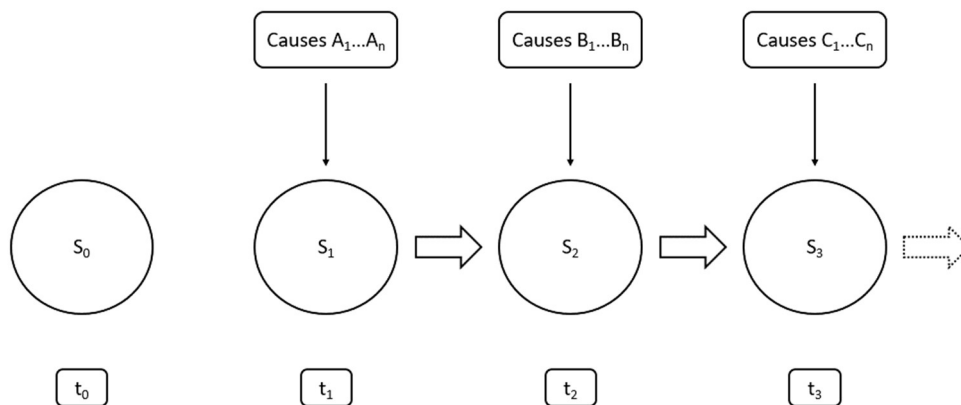 Causes A₁...Aₙ
Causes B₁...Bₙ
Causes C₁...Cₙ
S₀
S₁
S₂
S₃
t₀
t₁
t₂
t₃